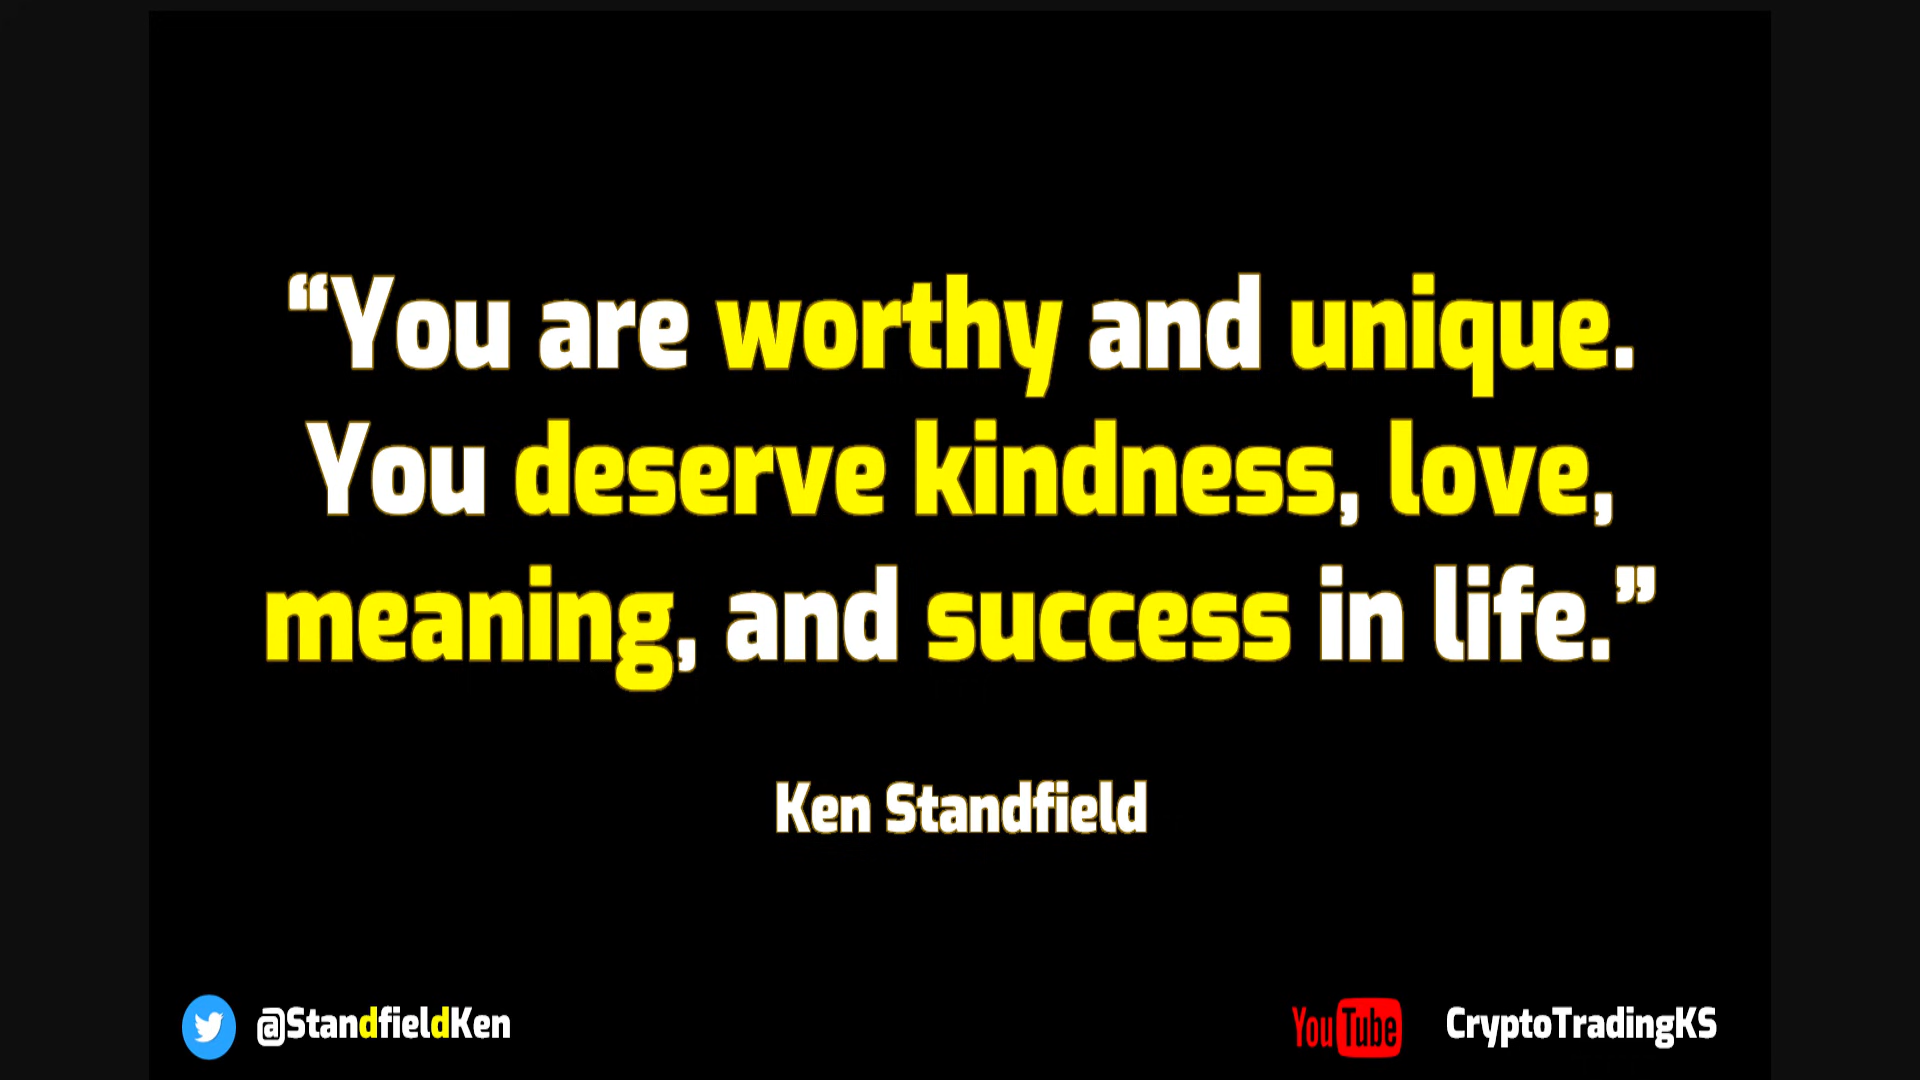 “You are worthy and unique.
You deserve kindness, love,
meaning, and success in life.”
Ken Standfield
@StandfieldKen
YouTube CryptoTradingKS